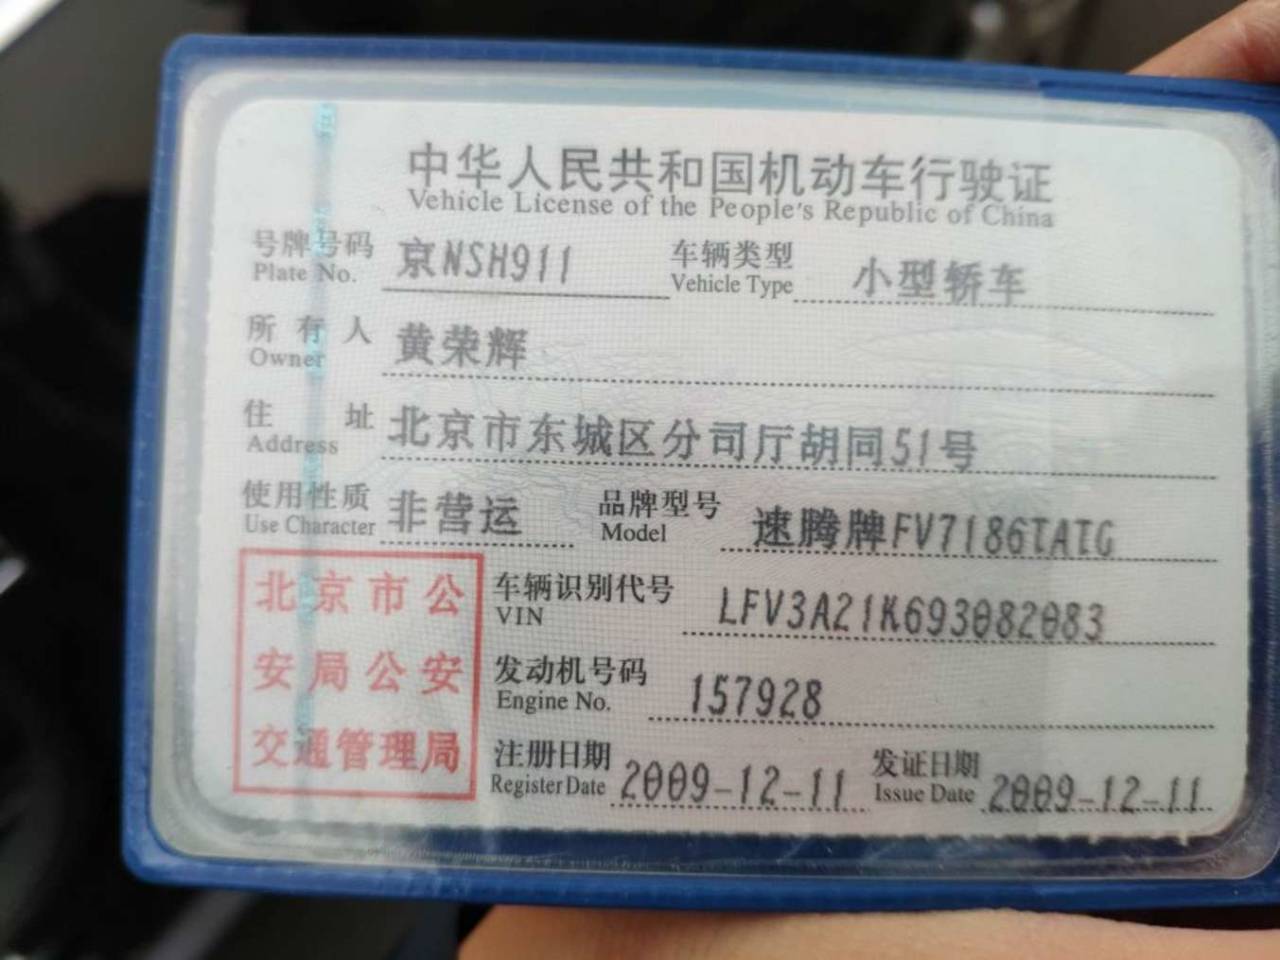 中华人民共和国机动车行驶证
Vehicle License of the People's Republic of China
号牌号码 京NSH911 车辆类型 小型轿车
Plate No. Vehicle Type
所有人 黄荣辉
Owner
住址 北京市东城区分司厅胡同51号
Address
使用性质 非营运 品牌型号 速腾牌FV7186TATG
Use Character Model
北京市公
安局公安
交通管理局
车辆识别代号 LFV3A21K693082083
VIN
发动机号码 157928
Engine No.
注册日期 2009-12-11 发证日期 2009-12-11
Register Date Issue Date